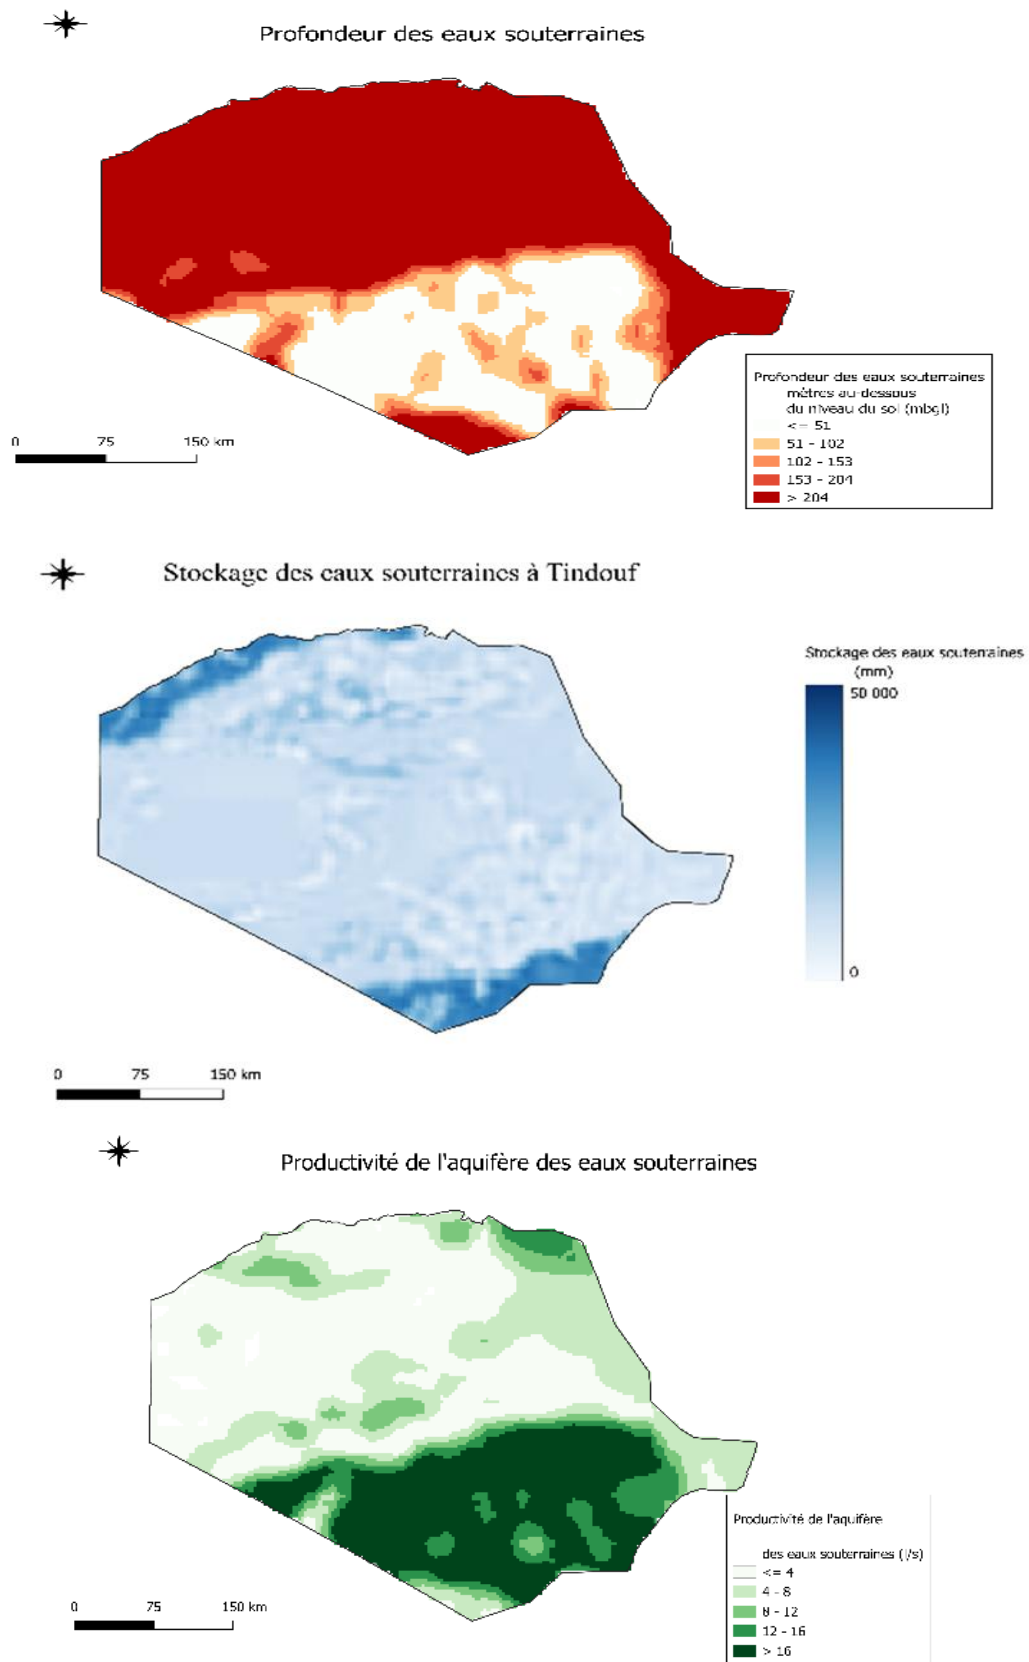 Profondeur des eaux souterraines
Profondeur des eaux souterraines
mètres au-dessous
du niveau du sol (mbgl)
<= 51
51 - 102
102 - 153
153 - 204
> 204
0 75 150 km
Stockage des eaux souterraines à Tindouf
Stockage des eaux souterraines
(mm)
50 000
0
0 75 150 km
Productivité de l'aquifère des eaux souterraines
Productivité de l'aquifère
des eaux souterraines (l/s)
<= 4
4 - 8
8 - 12
12 - 16
> 16
0 75 150 km